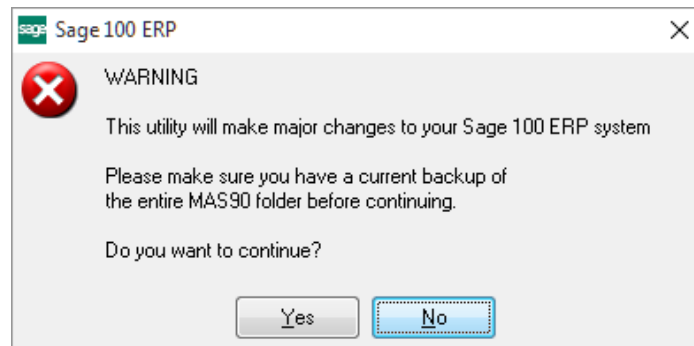 sage Sage 100 ERP
WARNING
This utility will make major changes to your Sage 100 ERP system
Please make sure you have a current backup of
the entire MAS90 folder before continuing.
Do you want to continue?
Yes
No